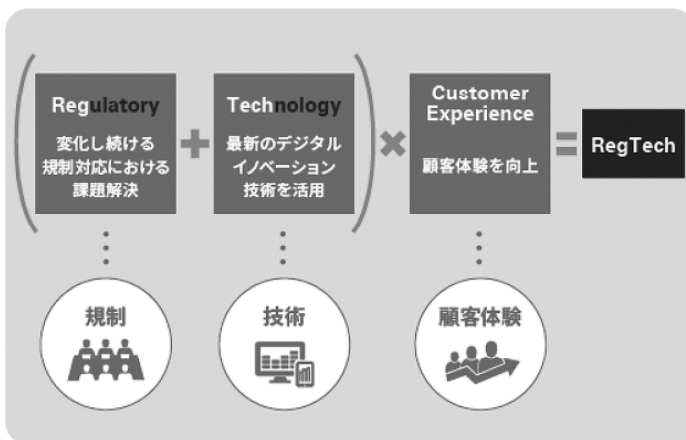 Regulatory
変化し続ける
規制対応における
課題解決
+
Technology
最新のデジタル
イノベーション
技術を活用
×
Customer
Experience
顧客体験を向上
=
RegTech
規制
技術
顧客体験